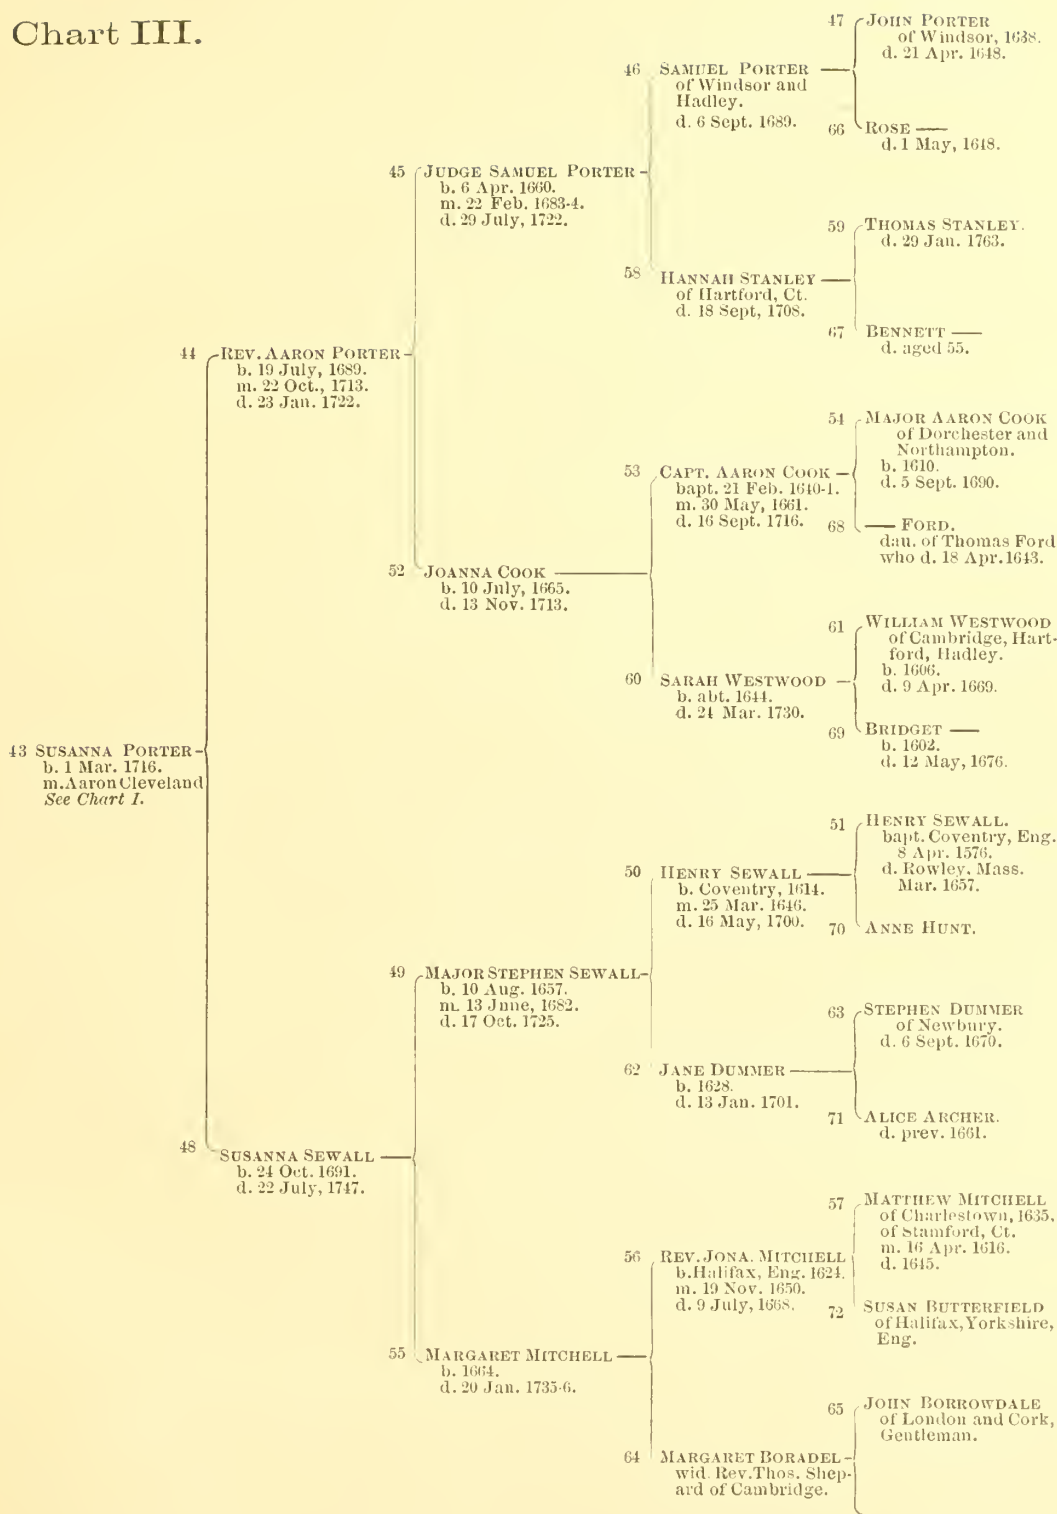 Chart III.
47 JOHN PORTER
of Windsor, 1638.
d. 21 Apr. 1648.
46 SAMUEL PORTER
of Windsor and
Hadley.
d. 6 Sept. 1689.
66 ROSE —
d. 1 May, 1648.
45 JUDGE SAMUEL PORTER
b. 6 Apr. 1660.
m. 22 Feb. 1683-4.
d. 29 July, 1722.
59 THOMAS STANLEY.
d. 29 Jan. 1763.
58 HANNAH STANLEY
of Hartford, Ct.
d. 18 Sept, 1708.
67 BENNETT —
d. aged 55.
44 REV. AARON PORTER
b. 19 July, 1689.
m. 22 Oct., 1713.
d. 23 Jan. 1722.
54 MAJOR AARON COOK
of Dorchester and
Northampton.
b. 1610.
d. 5 Sept. 1690.
53 CAPT. AARON COOK
bapt. 21 Feb. 1640-1.
m. 30 May, 1661.
d. 16 Sept. 1716.
68 — FORD.
dau. of Thomas Ford
who d. 18 Apr. 1643.
52 JOANNA COOK
b. 10 July, 1665.
d. 13 Nov. 1713.
61 WILLIAM WESTWOOD
of Cambridge, Hart-
ford, Hadley.
b. 1606.
d. 9 Apr. 1669.
60 SARAH WESTWOOD
b. abt. 1644.
d. 24 Mar. 1730.
69 BRIDGET —
b. 1602.
d. 12 May, 1676.
43 SUSANNA PORTER
b. 1 Mar. 1716.
m. Aaron Cleveland
See Chart I.
51 HENRY SEWALL.
bapt. Coventry, Eng.
8 Apr. 1576.
d. Rowley, Mass.
Mar. 1657.
50 HENRY SEWALL
b. Coventry, 1614.
m. 25 Mar. 1646.
d. 16 May, 1700.
70 ANNE HUNT.
49 MAJOR STEPHEN SEWALL
b. 10 Aug. 1657.
m. 13 June, 1682.
d. 17 Oct. 1725.
63 STEPHEN DUMMER
of Newbury.
d. 6 Sept. 1670.
62 JANE DUMMER
b. 1628.
d. 13 Jan. 1701.
71 ALICE ARCHER.
d. prev. 1661.
48 SUSANNA SEWALL
b. 24 Oct. 1691.
d. 22 July, 1747.
57 MATTHEW MITCHELL
of Charlestown, 1635.
of Stamford, Ct.
m. 16 Apr. 1616.
d. 1645.
56 REV. JONA. MITCHELL
b. Halifax, Eng. 1624.
m. 19 Nov. 1650.
d. 9 July, 1668.
72 SUSAN BUTTERFIELD
of Halifax, Yorkshire,
Eng.
55 MARGARET MITCHELL
b. 1664.
d. 20 Jan. 1735-6.
65 JOHN BORROWDALE
of London and Cork,
Gentleman.
64 MARGARET BORADEL
wid. Rev. Thos. Shep-
ard of Cambridge.